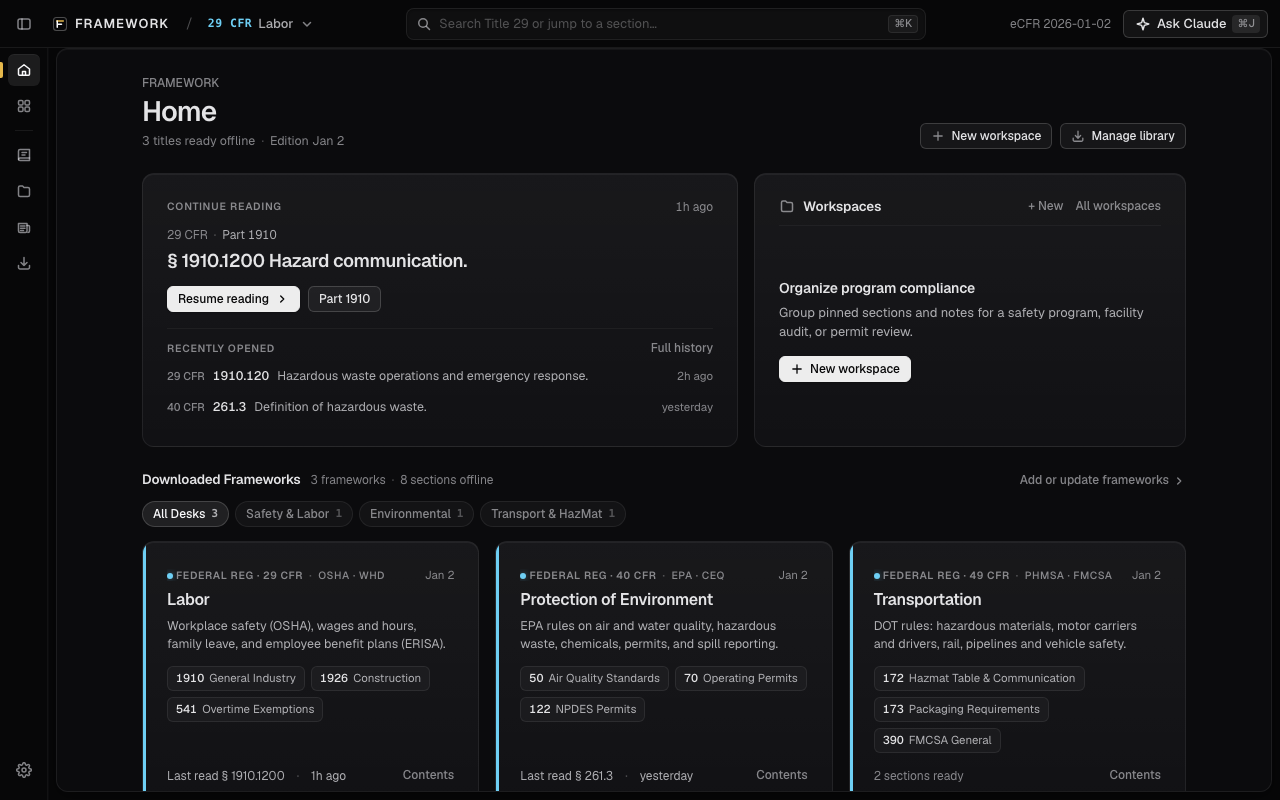 FRAMEWORK / 29 CFR Labor
Search Title 29 or jump to a section...
⌘K
eCFR 2026-01-02
Ask Claude ⌘J
FRAMEWORK
Home
3 titles ready offline · Edition Jan 2
New workspace
Manage library
CONTINUE READING
1h ago
29 CFR · Part 1910
§ 1910.1200 Hazard communication.
Resume reading
Part 1910
RECENTLY OPENED
Full history
29 CFR 1910.120 Hazardous waste operations and emergency response. 2h ago
40 CFR 261.3 Definition of hazardous waste. yesterday
Workspaces
+ New
All workspaces
Organize program compliance
Group pinned sections and notes for a safety program, facility
audit, or permit review.
New workspace
Downloaded Frameworks 3 frameworks · 8 sections offline
Add or update frameworks
All Desks 3
Safety & Labor 1
Environmental 1
Transport & HazMat 1
FEDERAL REG · 29 CFR · OSHA · WHD Jan 2
Labor
Workplace safety (OSHA), wages and hours,
family leave, and employee benefit plans (ERISA).
1910 General Industry
1926 Construction
541 Overtime Exemptions
Last read § 1910.1200 · 1h ago
Contents
FEDERAL REG · 40 CFR · EPA · CEQ Jan 2
Protection of Environment
EPA rules on air and water quality, hazardous
waste, chemicals, permits, and spill reporting.
50 Air Quality Standards
70 Operating Permits
122 NPDES Permits
Last read § 261.3 · yesterday
Contents
FEDERAL REG · 49 CFR · PHMSA · FMCSA Jan 2
Transportation
DOT rules: hazardous materials, motor carriers
and drivers, rail, pipelines and vehicle safety.
172 Hazmat Table & Communication
173 Packaging Requirements
390 FMCSA General
2 sections ready
Contents